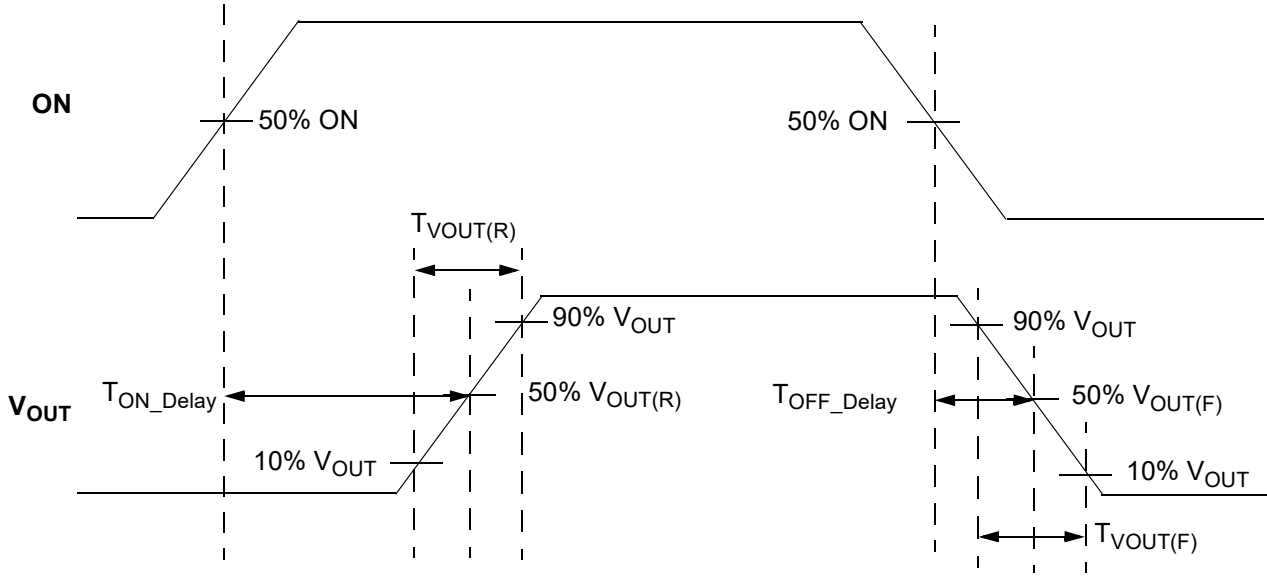 ON
50% ON
50% ON
TVOUT(R)
90% VOUT
90% VOUT
VOUT
TON_Delay
50% VOUT(R)
TOFF_Delay
50% VOUT(F)
10% VOUT
10% VOUT
TVOUT(F)